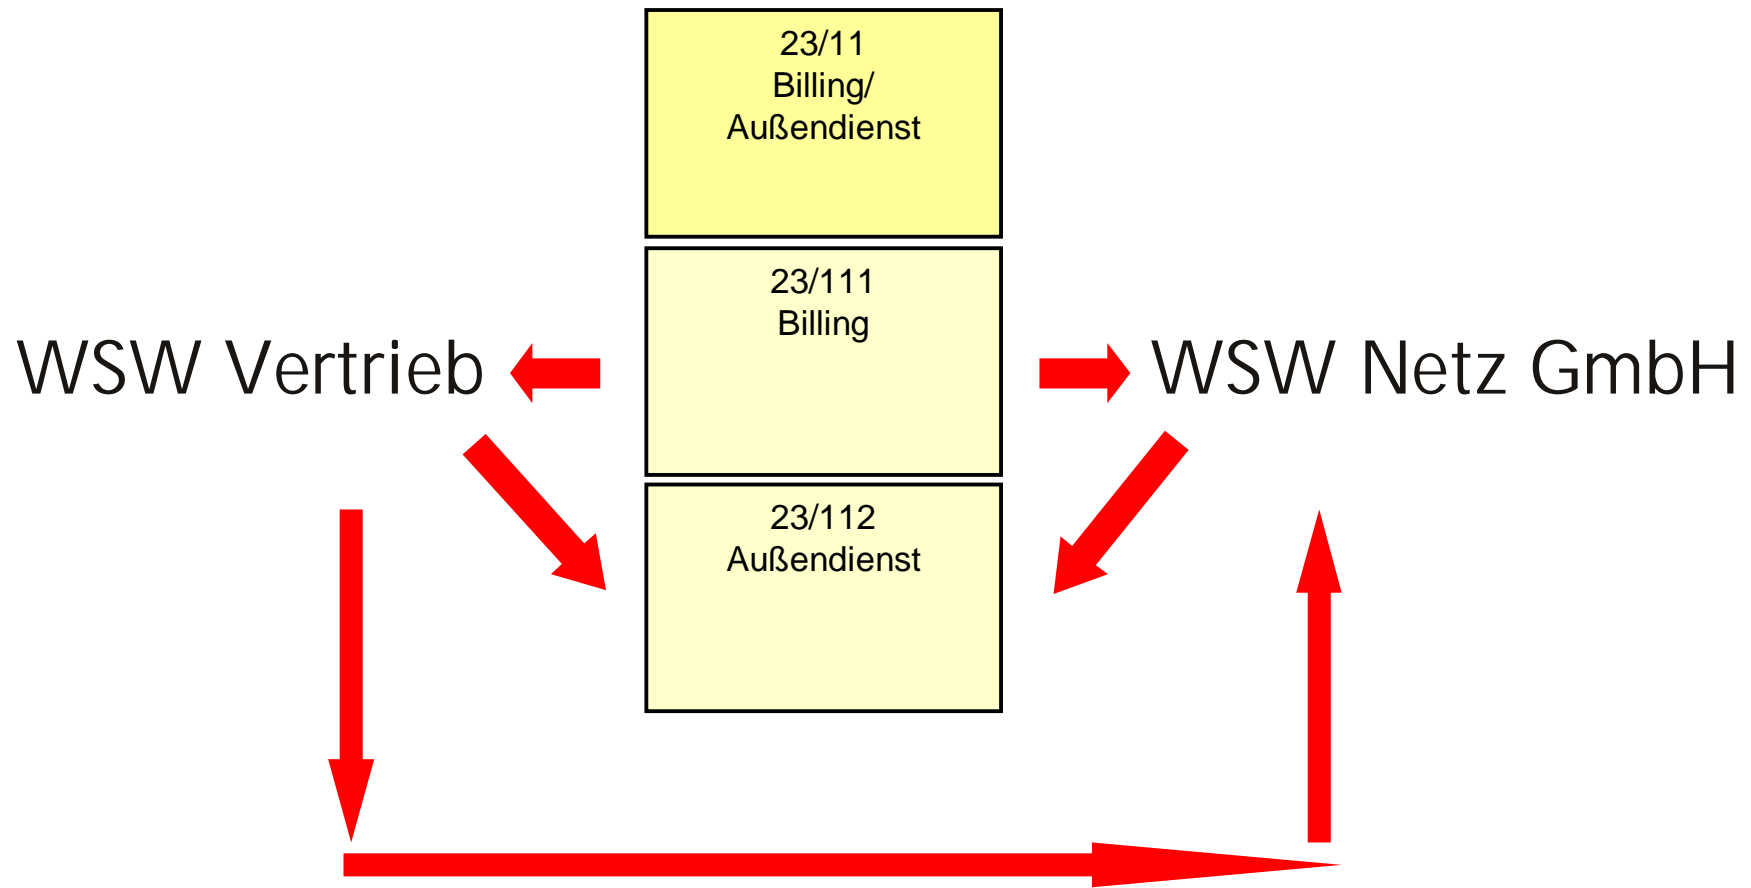 23/11
Billing/
Außendienst
23/111
Billing
WSW Vertrieb
WSW Netz GmbH
23/112
Außendienst